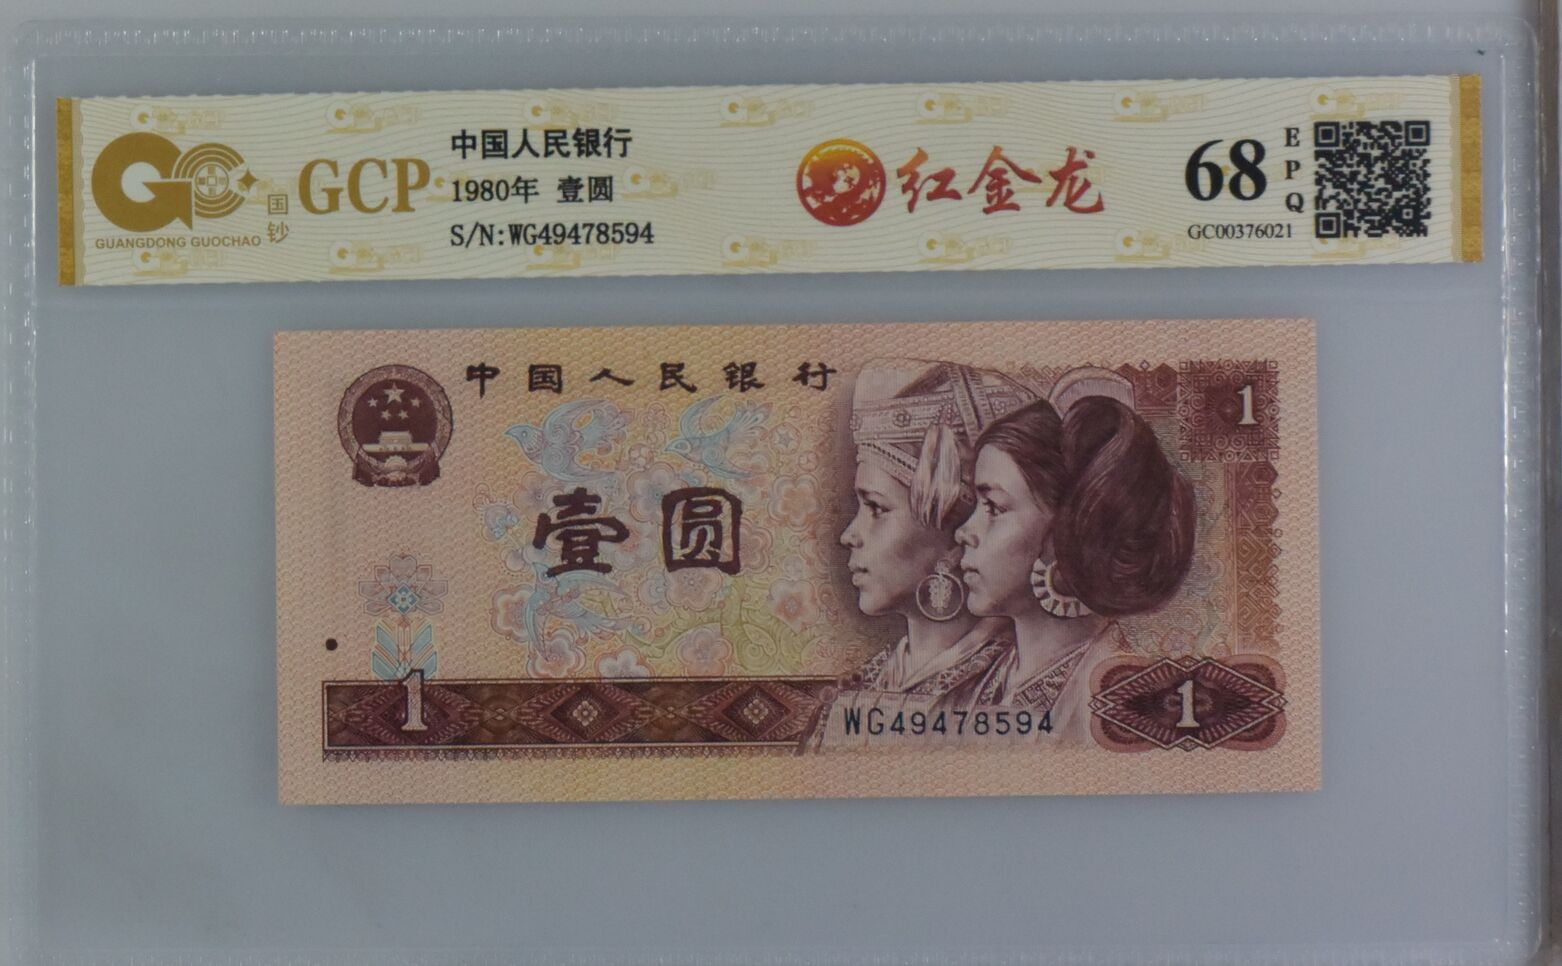 GUANGDONG GUOCHAO
国钞
GCP
中国人民银行
1980年 壹圆
S/N:WG49478594
红金龙
68
EPQ
GC00376021
中国人民银行
1
壹圆
1
WG49478594
1